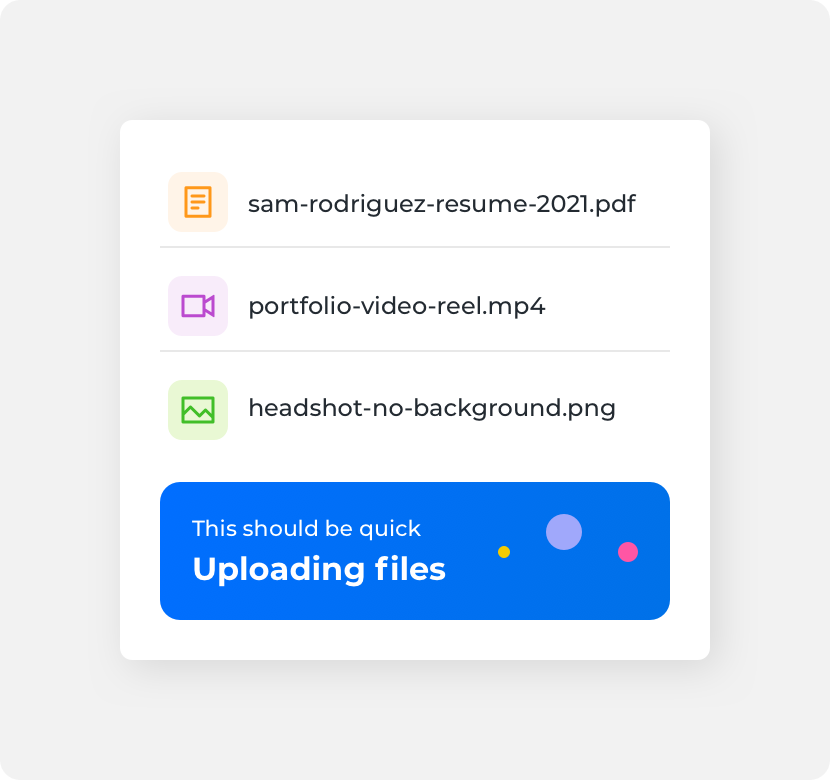 sam-rodriguez-resume-2021.pdf
portfolio-video-reel.mp4
headshot-no-background.png
This should be quick
Uploading files